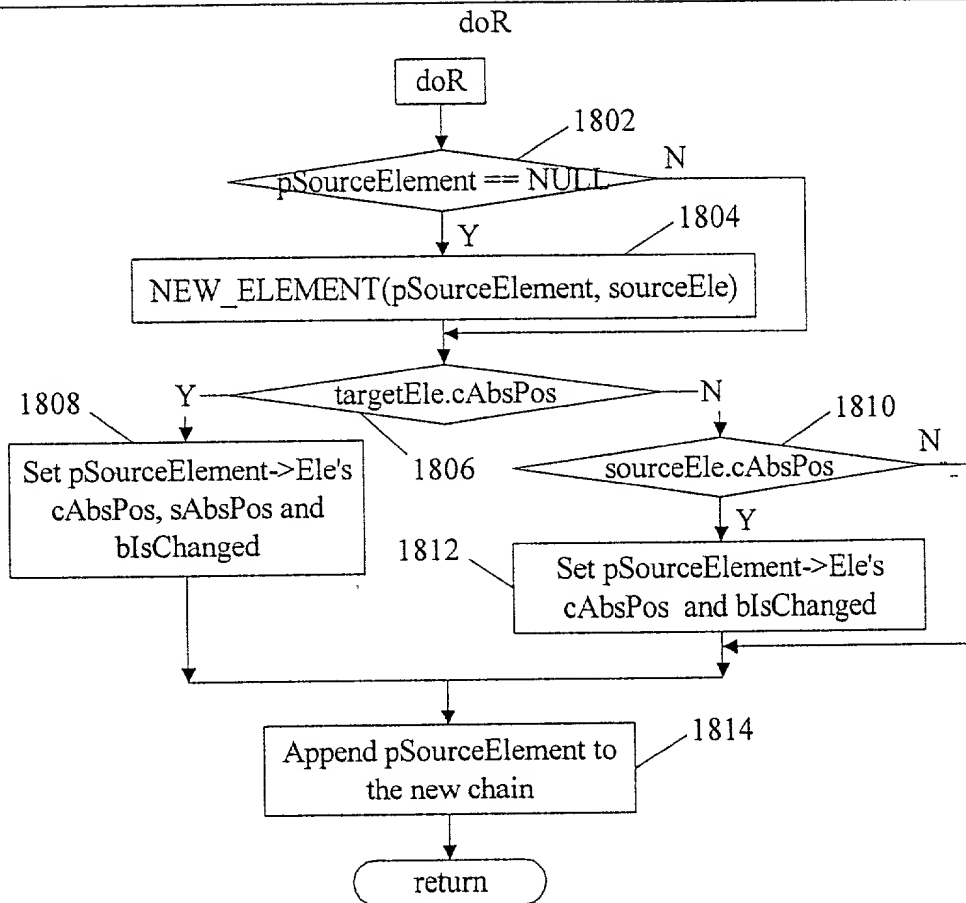 doR
doR
1802
pSourceElement == NULL
N
Y
1804
NEW_ELEMENT(pSourceElement, sourceEle)
Y
targetEle.cAbsPos
N
1808
1806
1810
Set pSourceElement->Ele's
cAbsPos, sAbsPos and
bIsChanged
sourceEle.cAbsPos
N
Y
1812
Set pSourceElement->Ele's
cAbsPos and bIsChanged
Append pSourceElement to
the new chain
1814
return